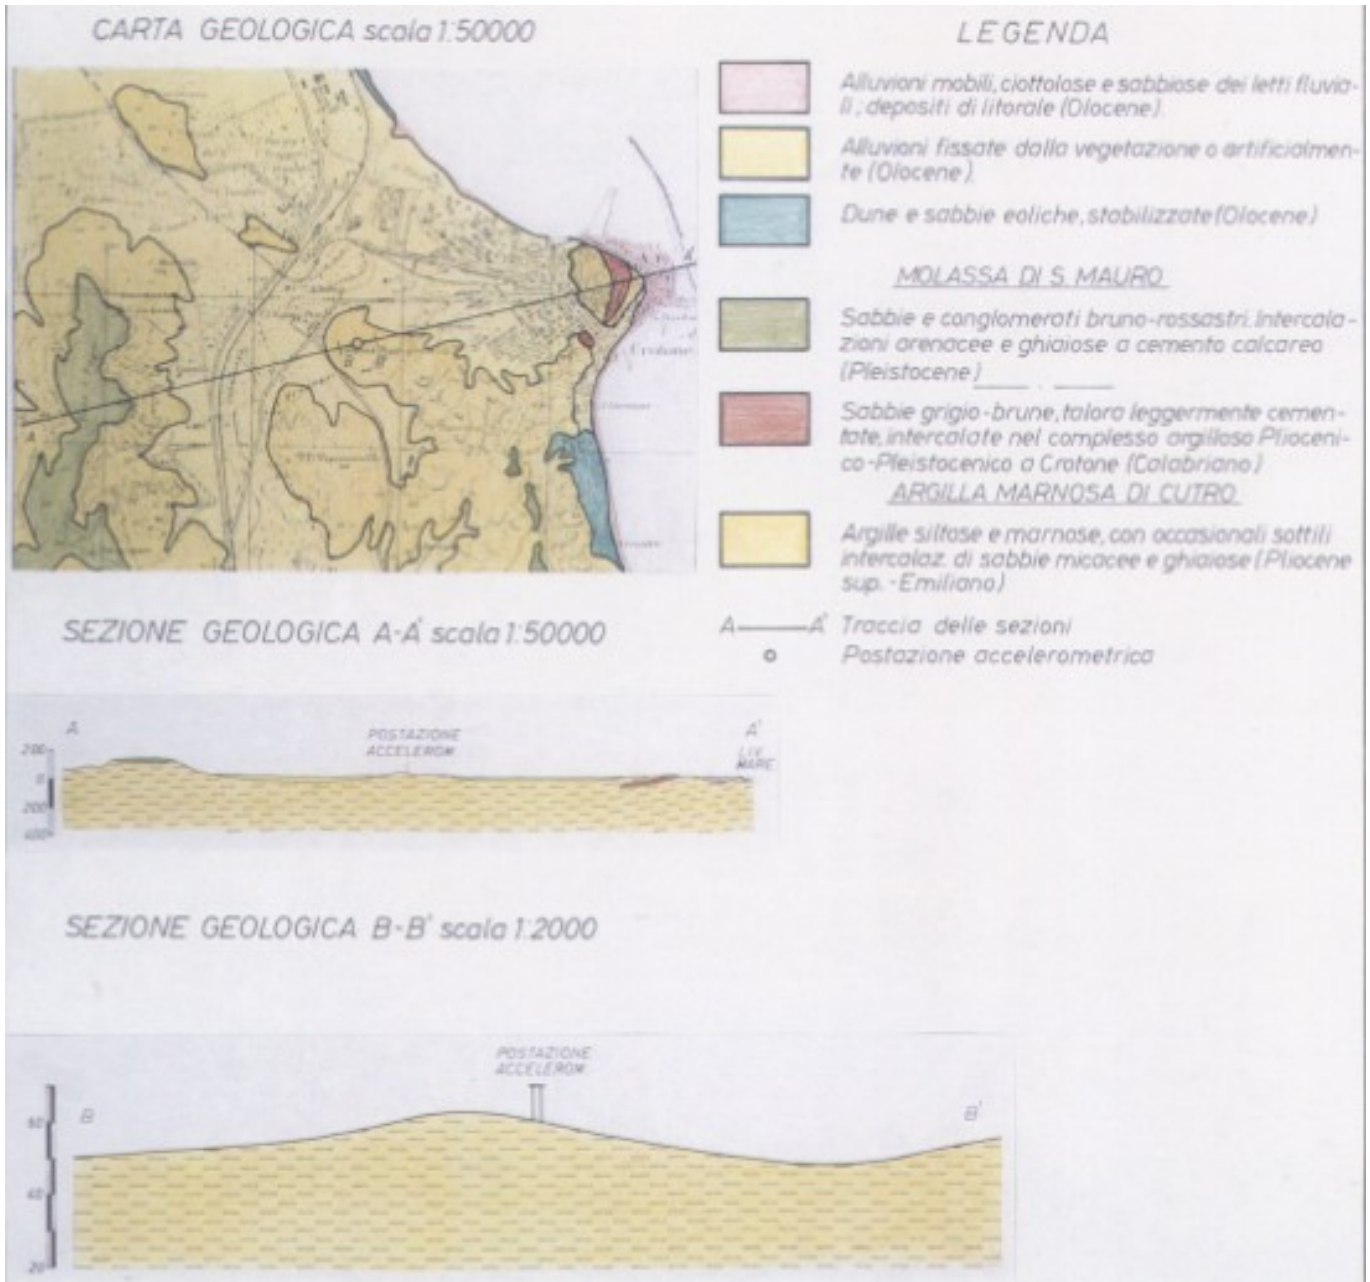 CARTA GEOLOGICA scala 1:50000
A'
Crotone
A
LEGENDA
Alluvioni mobili, ciottolose e sabbiose dei letti fluvia-
li; depositi di litorale (Olocene).
Alluvioni fissate dalla vegetazione o artificialmen-
te (Olocene).
Dune e sabbie eoliche, stabilizzate (Olocene)
MOLASSA DI S. MAURO
Sabbie e conglomerati bruno-rossastri. Intercala-
zioni arenacee e ghiaiose a cemento calcareo
(Pleistocene)
Sabbie grigio-brune, talora leggermente cemen-
tate, intercalate nel complesso argilloso Plioceni-
co-Pleistocenico a Crotone (Calabriano)
ARGILLA MARNOSA DI CUTRO
Argille siltose e marnose, con occasionali sottili
intercalaz. di sabbie micacee e ghiaiose (Pliocene
sup. - Emiliano)
A A' Traccia delle sezioni
Postazione accelerometrica
SEZIONE GEOLOGICA A-A' scala 1:50000
A
POSTAZIONE
ACCELEROM.
A'
LIV.
MARE
200
0
200
400
SEZIONE GEOLOGICA B-B' scala 1:2000
POSTAZIONE
ACCELEROM
B
B'
60
40
20